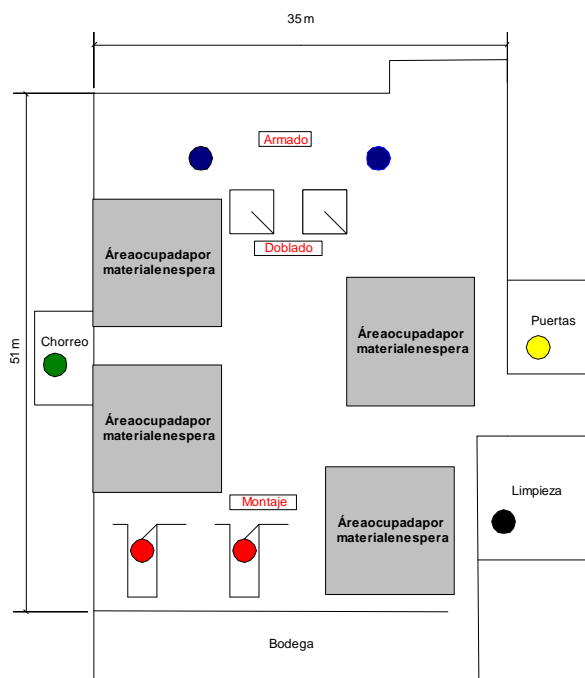 35 m
Armado
Doblado
Áreaocupadapor
materialenespera
Áreaocupadapor
materialenespera
Puertas
Chorreo
51 m
Áreaocupadapor
materialenespera
Limpieza
Montaje
Áreaocupadapor
materialenespera
Bodega